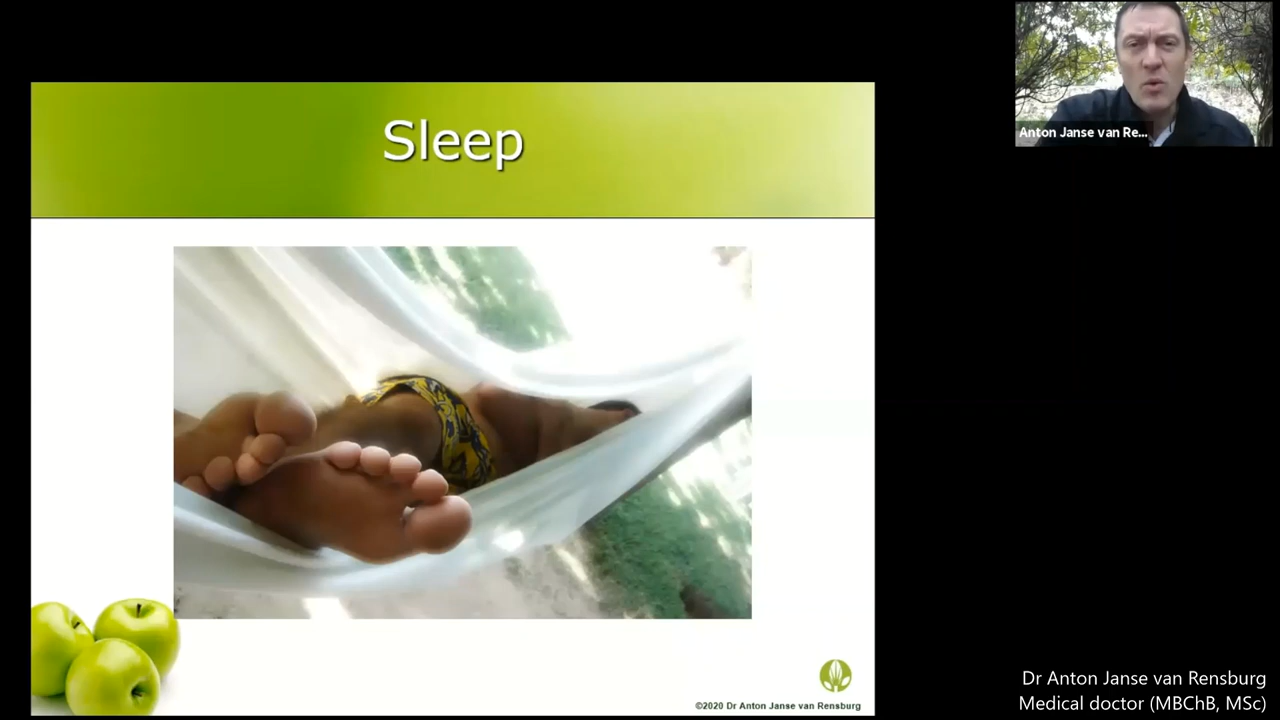 Sleep
Anton Janse van Re...
©2020 Dr Anton Janse van Rensburg
Dr Anton Janse van Rensburg
Medical doctor (MBChB, MSc)